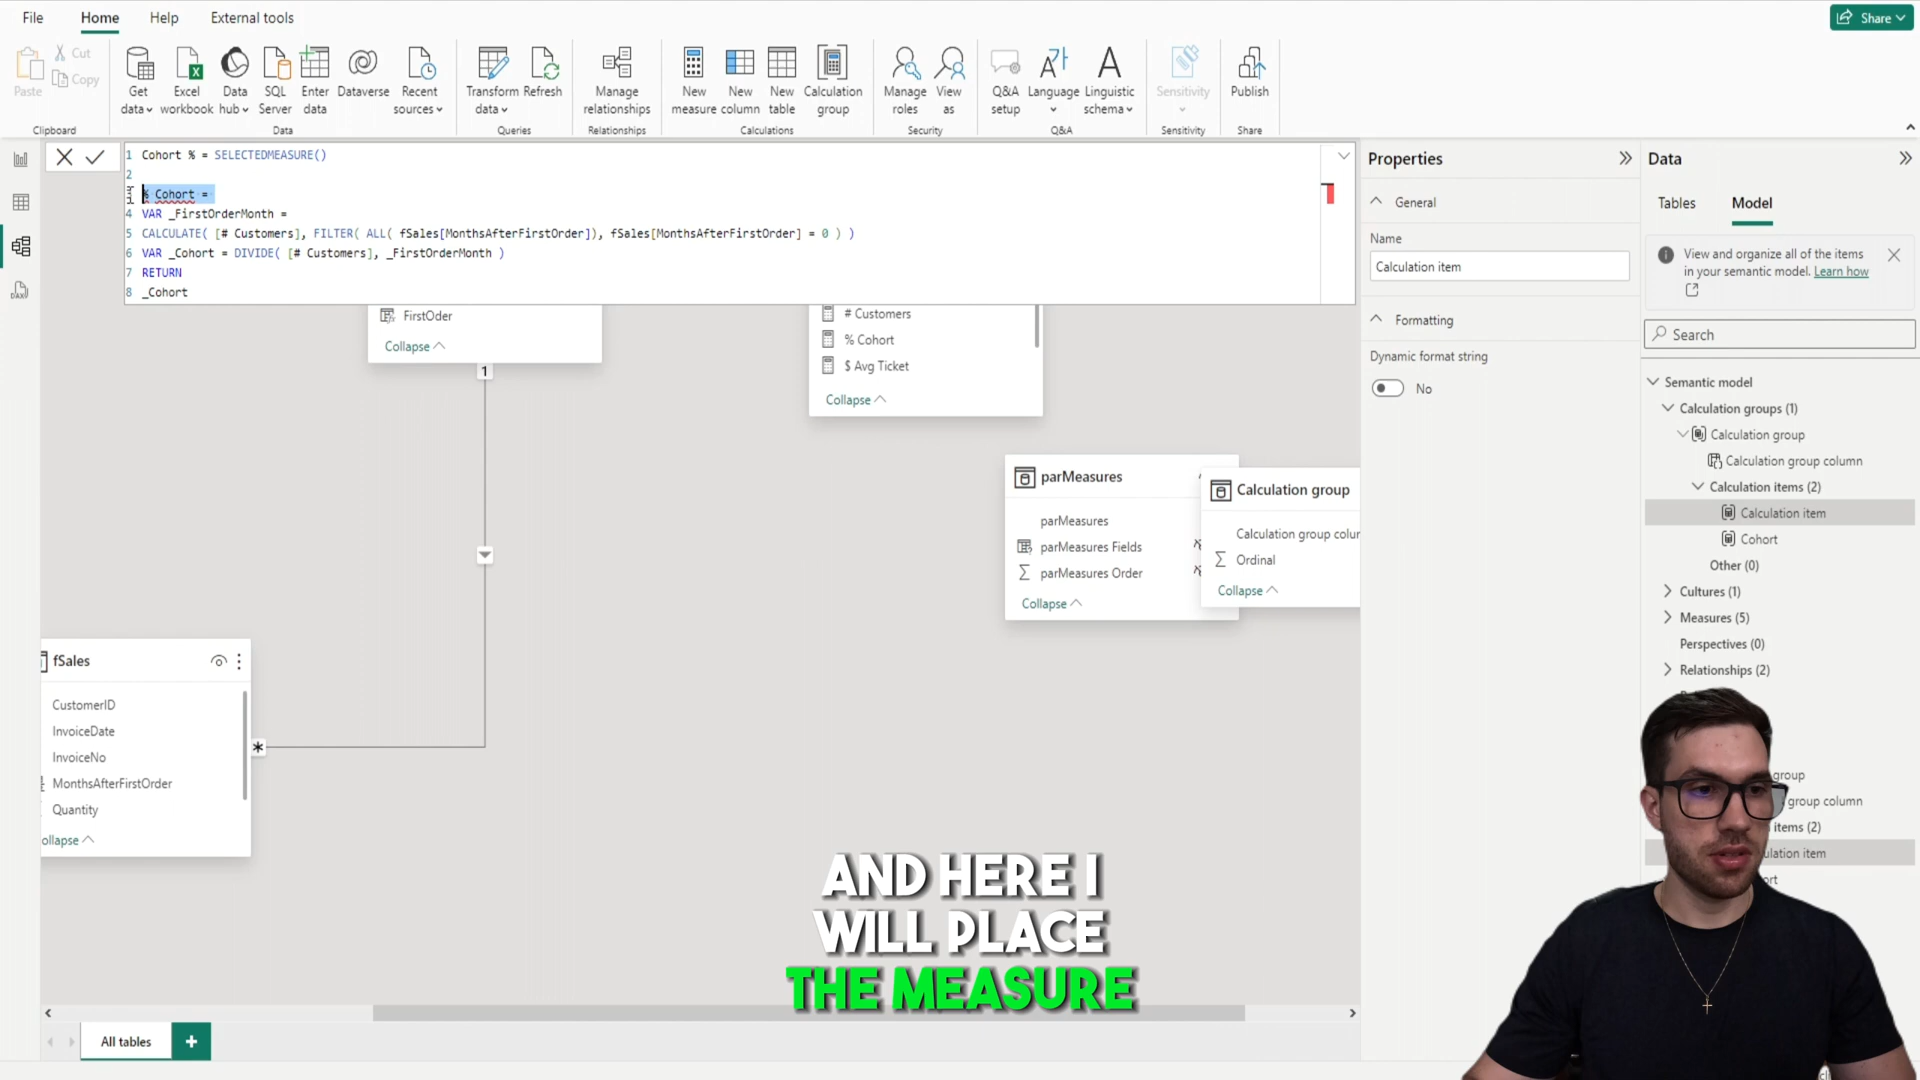 File
Home
Help
External tools
Share
Paste
Cut
Copy
Clipboard
Get data
Excel workbook
Data hub
SQL Server
Enter data
Dataverse
Recent sources
Data
Transform data
Refresh
Queries
Manage relationships
Relationships
New measure
New column
New table
Calculation group
Calculations
Manage roles
View as
Security
Q&A setup
Language
Linguistic schema
Q&A
Sensitivity
Sensitivity
Publish
Share
1 Cohort % = SELECTEDMEASURE()
2
% Cohort =
4 VAR _FirstOrderMonth =
5 CALCULATE( [# Customers], FILTER( ALL( fSales[MonthsAfterFirstOrder]), fSales[MonthsAfterFirstOrder] = 0 ) )
6 VAR _Cohort = DIVIDE( [# Customers], _FirstOrderMonth )
7 RETURN
8 _Cohort
FirstOder
Collapse
1
# Customers
% Cohort
$ Avg Ticket
Collapse
parMeasures
parMeasures
parMeasures Fields
parMeasures Order
Collapse
Calculation group
Calculation group colur
Ordinal
Collapse
fSales
CustomerID
InvoiceDate
InvoiceNo
MonthsAfterFirstOrder
Quantity
ollapse
*
AND HERE I
WILL PLACE
THE MEASURE
All tables
+
Properties
General
Name
Calculation item
Formatting
Dynamic format string
No
Data
Tables
Model
View and organize all of the items
in your semantic model. Learn how
Search
Semantic model
Calculation groups (1)
Calculation group
Calculation group column
Calculation items (2)
Calculation item
Cohort
Other (0)
Cultures (1)
Measures (5)
Perspectives (0)
Relationships (2)
group
group column
items (2)
ulation item
ort